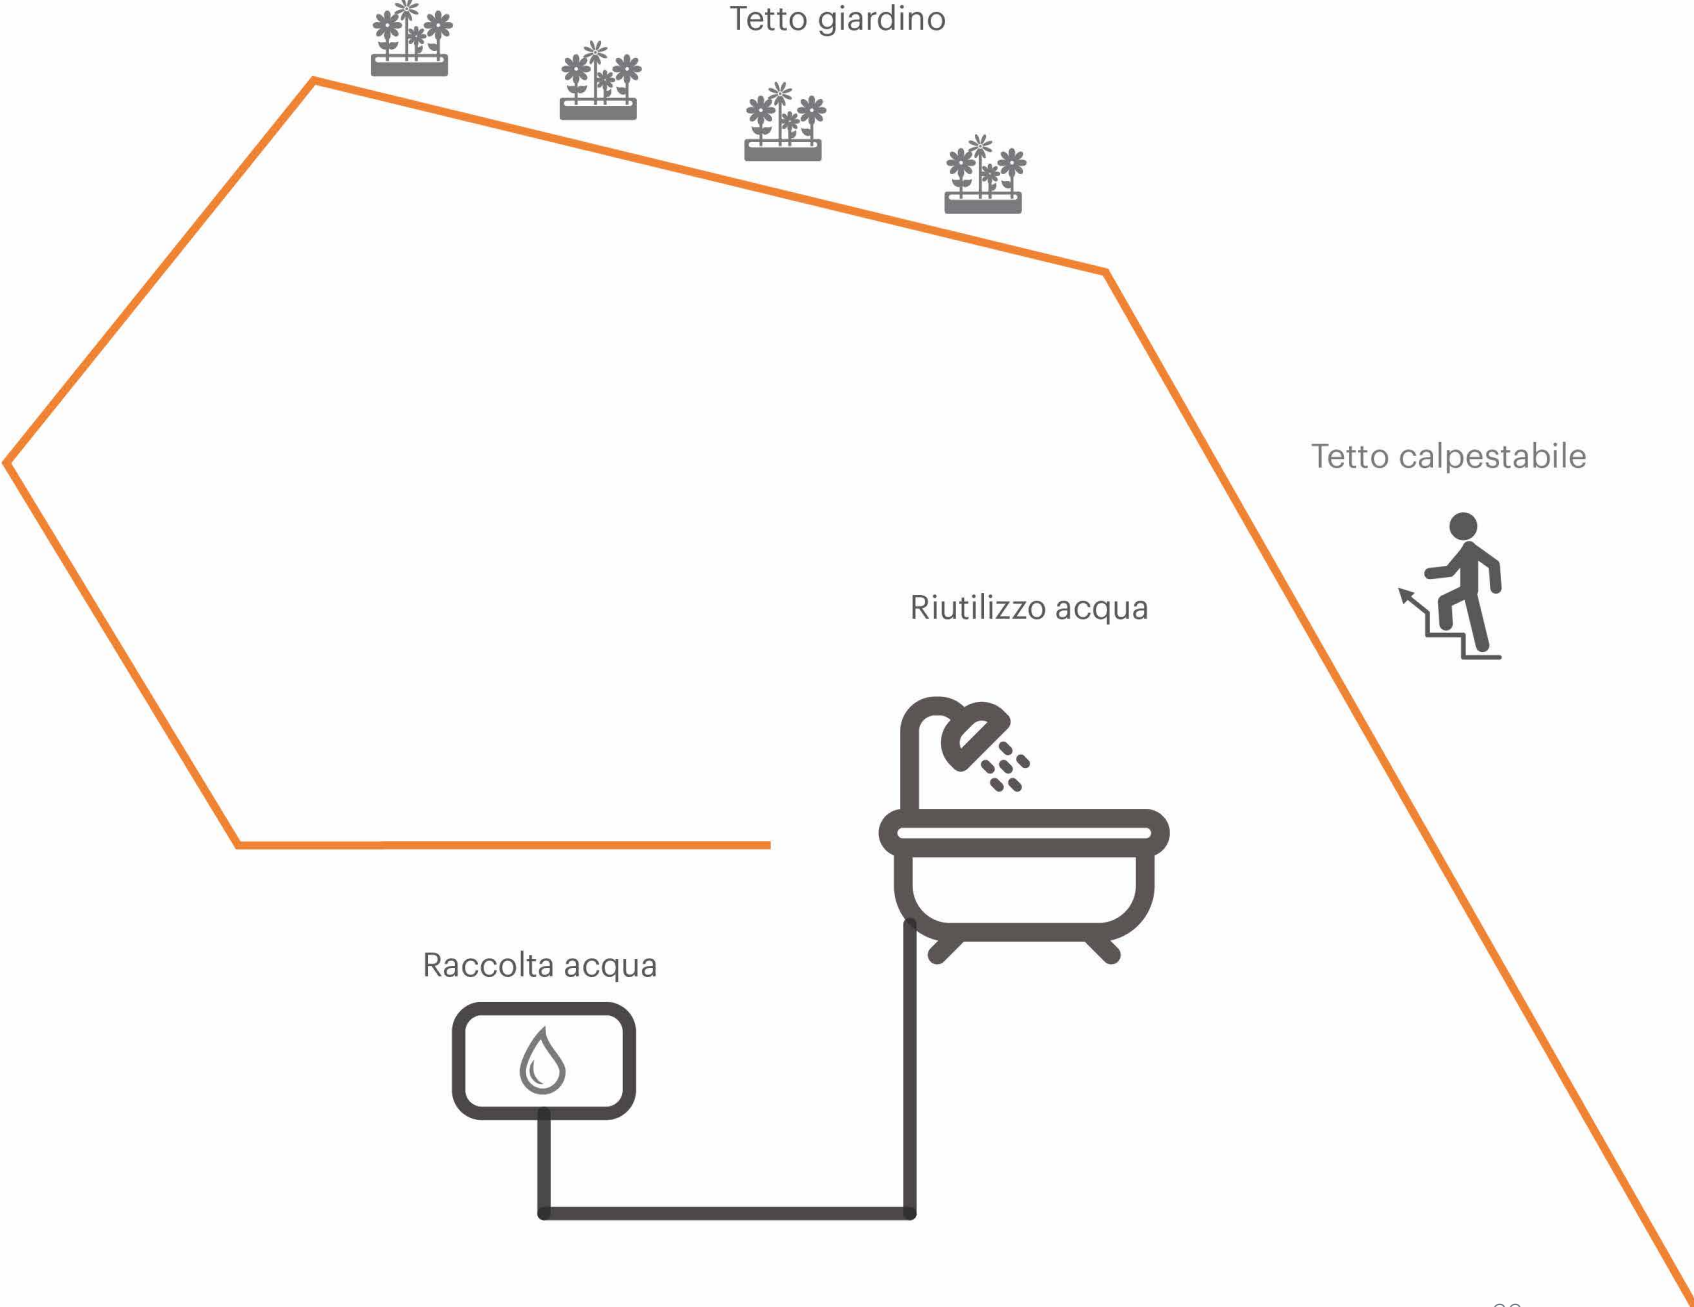 Tetto giardino
Tetto calpestabile
Riutilizzo acqua
Raccolta acqua